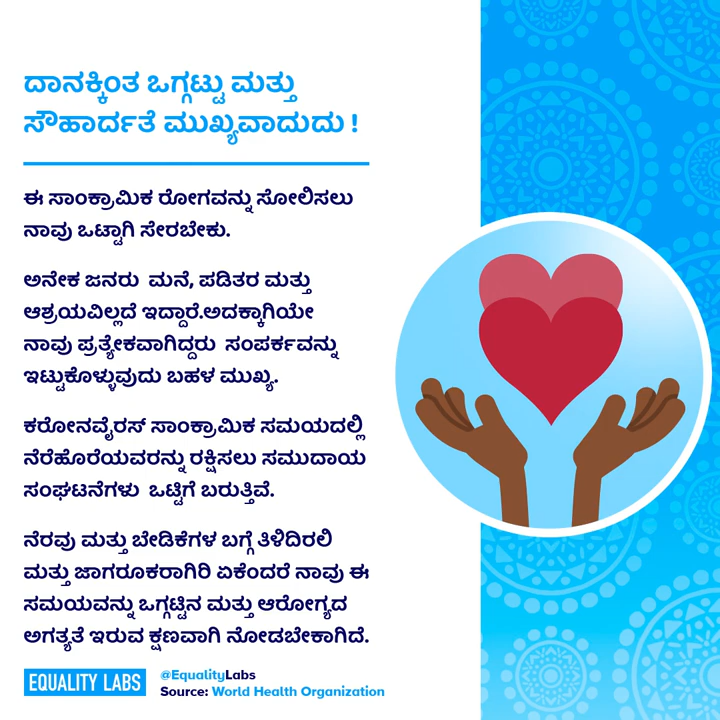 ದಾನಕ್ಕಿಂತ ಒಗ್ಗಟ್ಟು ಮತ್ತು
ಸೌಹಾರ್ದತೆ ಮುಖ್ಯವಾದುದು !
ಈ ಸಾಂಕ್ರಾಮಿಕ ರೋಗವನ್ನು ಸೋಲಿಸಲು
ನಾವು ಒಟ್ಟಾಗಿ ಸೇರಬೇಕು.
ಅನೇಕ ಜನರು ಮನೆ, ಪಡಿತರ ಮತ್ತು
ಆಶ್ರಯವಿಲ್ಲದೆ ಇದ್ದಾರೆ.ಅದಕ್ಕಾಗಿಯೇ
ನಾವು ಪ್ರತ್ಯೇಕವಾಗಿದ್ದರು ಸಂಪರ್ಕವನ್ನು
ಇಟ್ಟುಕೊಳ್ಳುವುದು ಬಹಳ ಮುಖ್ಯ.
ಕರೋನವೈರಸ್ ಸಾಂಕ್ರಾಮಿಕ ಸಮಯದಲ್ಲಿ
ನೆರೆಹೊರೆಯವರನ್ನು ರಕ್ಷಿಸಲು ಸಮುದಾಯ
ಸಂಘಟನೆಗಳು ಒಟ್ಟಿಗೆ ಬರುತ್ತಿವೆ.
ನೆರವು ಮತ್ತು ಬೇಡಿಕೆಗಳ ಬಗ್ಗೆ ತಿಳಿದಿರಲಿ
ಮತ್ತು ಜಾಗರೂಕರಾಗಿರಿ ಏಕೆಂದರೆ ನಾವು ಈ
ಸಮಯವನ್ನು ಒಗ್ಗಟ್ಟಿನ ಮತ್ತು ಆರೋಗ್ಯದ
ಅಗತ್ಯತೆ ಇರುವ ಕ್ಷಣವಾಗಿ ನೋಡಬೇಕಾಗಿದೆ.
EQUALITY LABS
@EqualityLabs
Source: World Health Organization